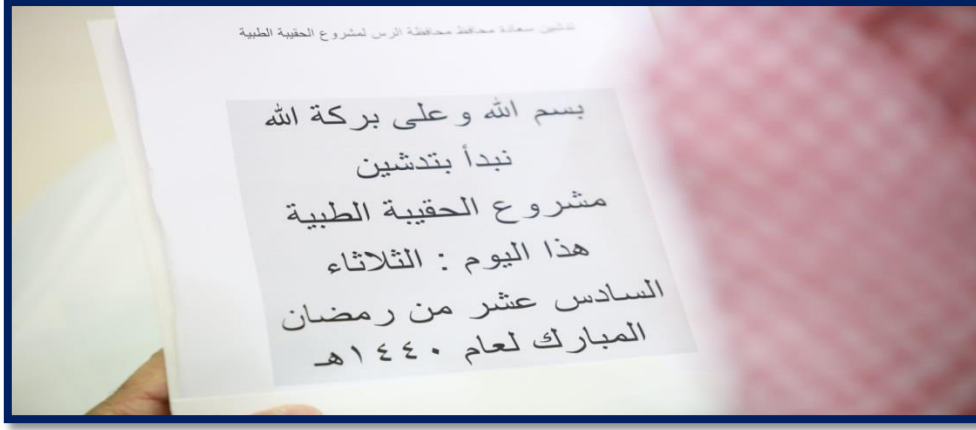 تدشين سعادة محافظ محافظة الرس لمشروع الحقيبة الطبية
بسم الله و على بركة الله
نبدأ بتدشين
مشروع الحقيبة الطبية
هذا اليوم : الثلاثاء
السادس عشر من رمضان
المبارك لعام ١٤٤٠هـ